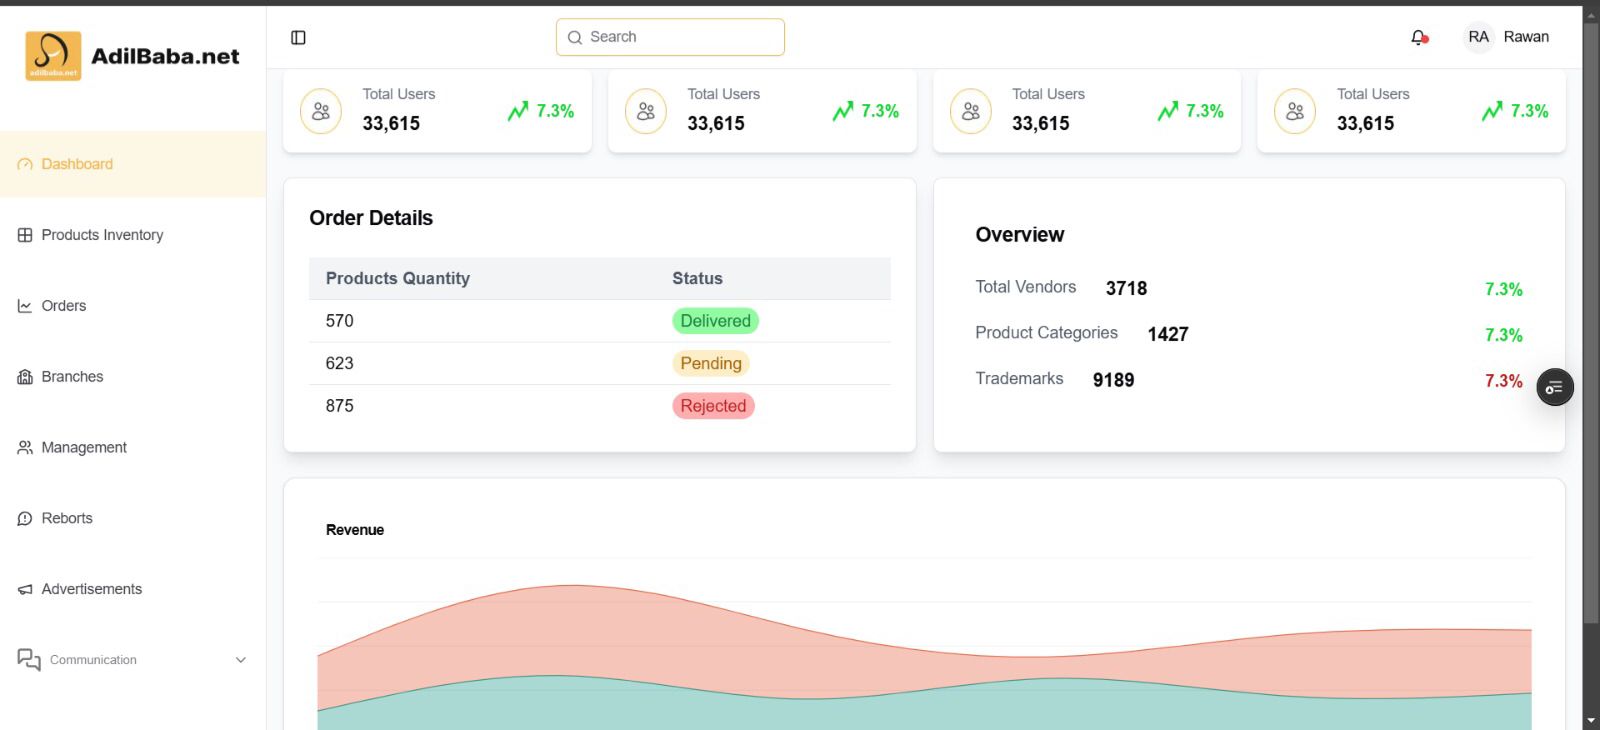 adilbaba.net
AdilBaba.net
Search
RA Rawan
Total Users
33,615
7.3%
Total Users
33,615
7.3%
Total Users
33,615
7.3%
Total Users
33,615
7.3%
Dashboard
Products Inventory
Orders
Branches
Management
Reborts
Advertisements
Communication
Order Details
Products Quantity Status
570 Delivered
623 Pending
875 Rejected
Overview
Total Vendors 3718 7.3%
Product Categories 1427 7.3%
Trademarks 9189 7.3%
Revenue